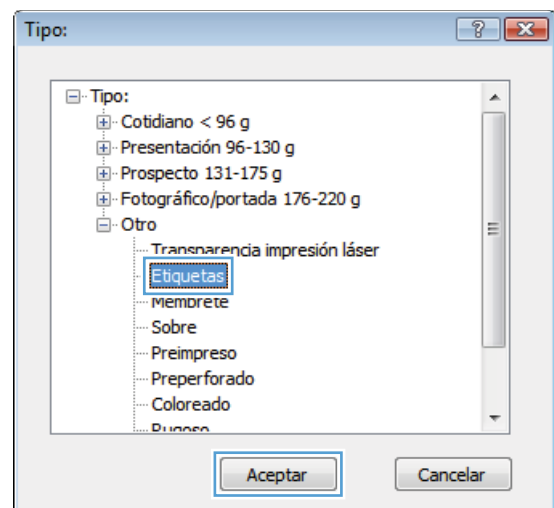 Tipo:
Tipo:
Cotidiano < 96 g
Presentación 96-130 g
Prospecto 131-175 g
Fotográfico/portada 176-220 g
Otro
Transparencia impresión láser
Etiquetas
Membrete
Sobre
Preimpreso
Preperforado
Coloreado
Rugoso
Aceptar Cancelar